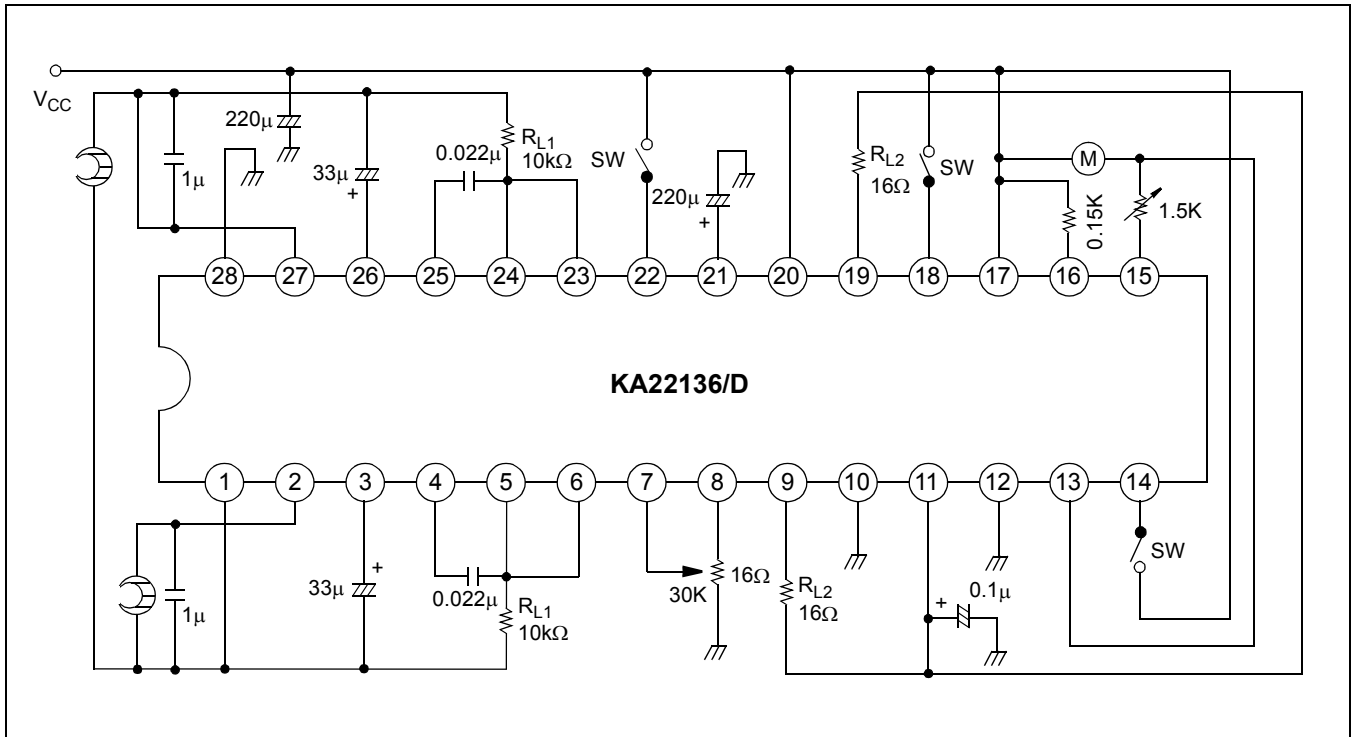 VCC
220μ
1μ
33μ
+
0.022μ
RL1
10kΩ
SW
220μ
+
RL2
16Ω
SW
M
0.15K
1.5K
28 27 26 25 24 23 22 21 20 19 18 17 16 15
KA22136/D
1 2 3 4 5 6 7 8 9 10 11 12 13 14
1μ
33μ
+
0.022μ
RL1
10kΩ
30K
16Ω
RL2
16Ω
+
0.1μ
SW